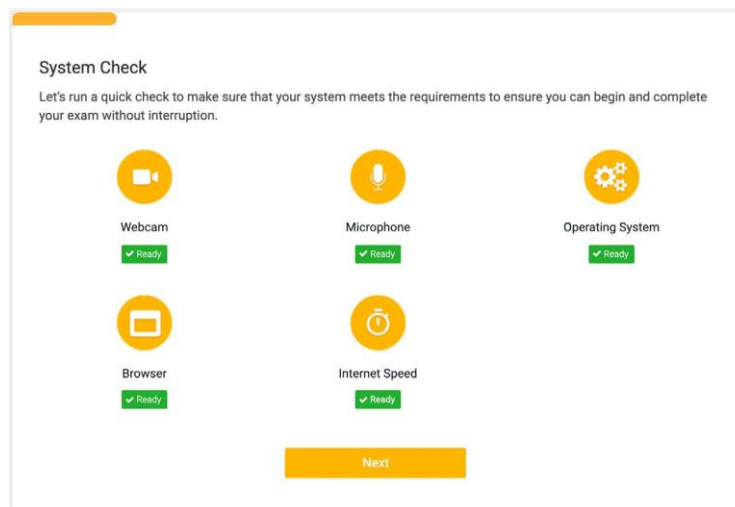 System Check
Let's run a quick check to make sure that your system meets the requirements to ensure you can begin and complete
your exam without interruption.
Webcam
Microphone
Operating System
Ready
Ready
Ready
Browser
Internet Speed
Ready
Ready
Next